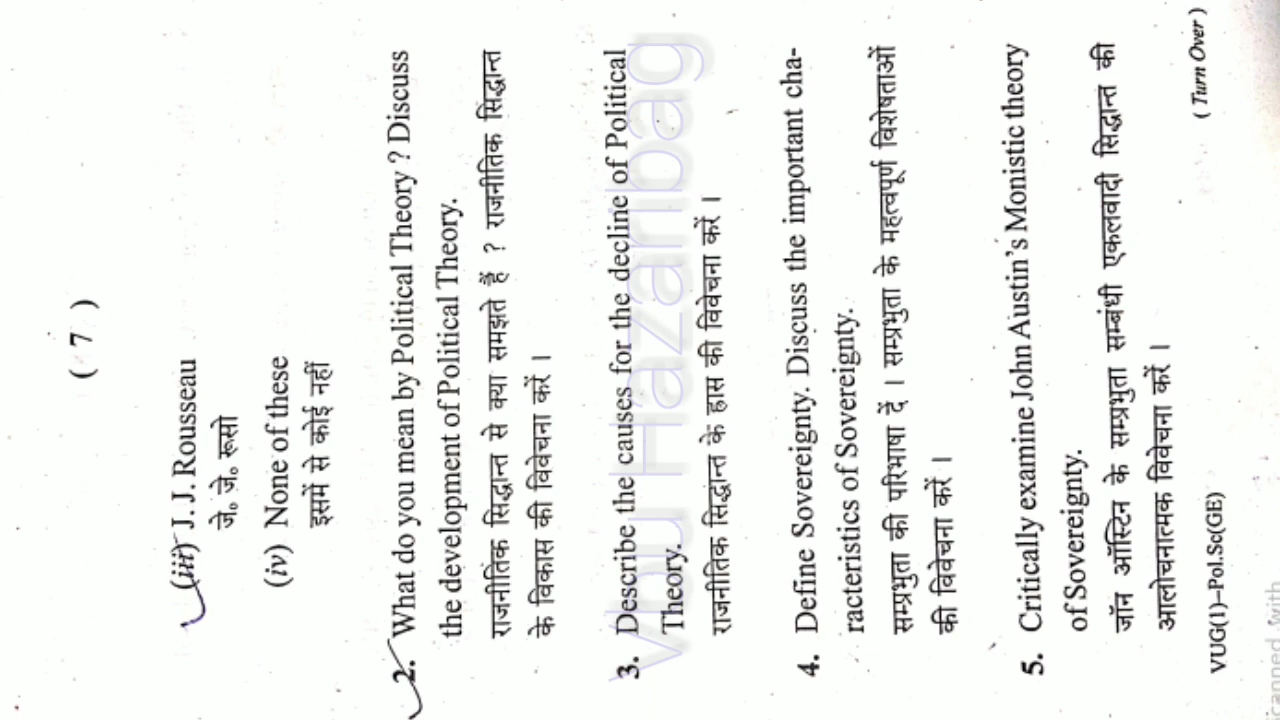 ( 7 )
(iii) J. J. Rousseau
जे० जे. रूसो
(iv) None of these
इसमें से कोई नहीं
2. What do you mean by Political Theory ? Discuss
the development of Political Theory.
राजनीतिक सिद्धान्त से क्या समझते हैं ? राजनीतिक सिद्धान्त
के विकास की विवेचना करें ।
3. Describe the causes for the decline of Political
Theory.
राजनीतिक सिद्धान्त के ह्रास की विवेचना करें ।
Vbu Hazaribag
4. Define Sovereignty. Discuss the important cha-
racteristics of Sovereignty.
सम्प्रभुता की परिभाषा दें । सम्प्रभुता के महत्वपूर्ण विशेषताओं
की विवेचना करें ।
5. Critically examine John Austin's Monistic theory
of Sovereignty.
जॉन ऑस्टिन के सम्प्रभुता सम्बंधी एकलवादी सिद्धान्त की
आलोचनात्मक विवेचना करें ।
VUG(1)–Pol.Sc(GE)
( Turn Over )
canned with